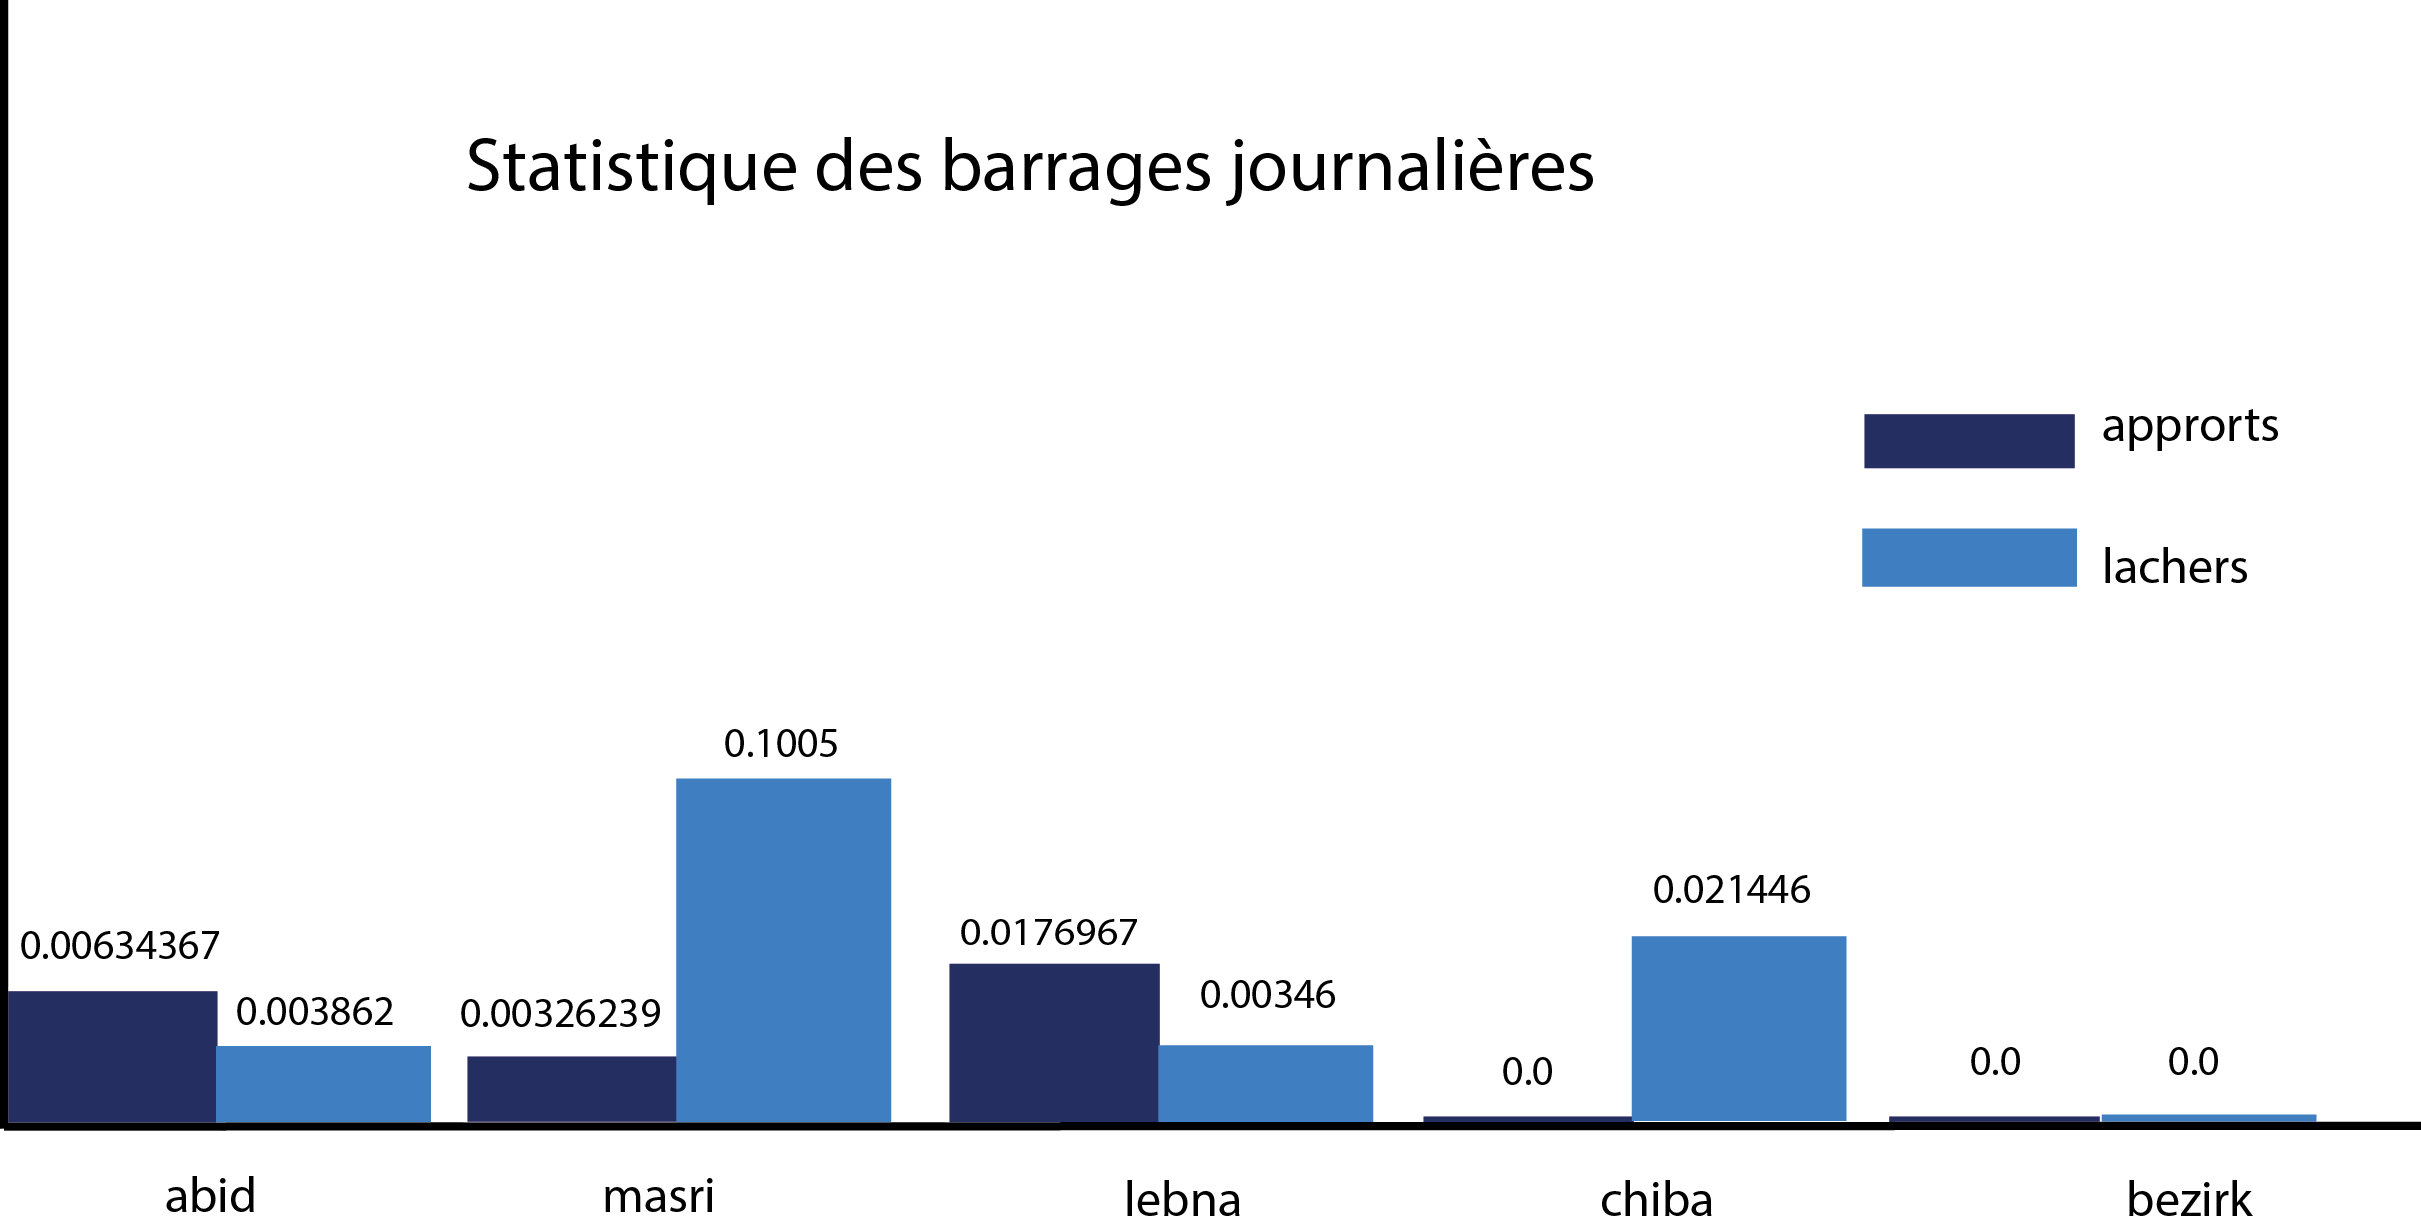 Statistique des barrages journalières
approrts
lachers
0.1005
0.021446
0.00634367
0.0176967
0.003862
0.00326239
0.00346
0.0
0.0
0.0
abid
masri
lebna
chiba
bezirk